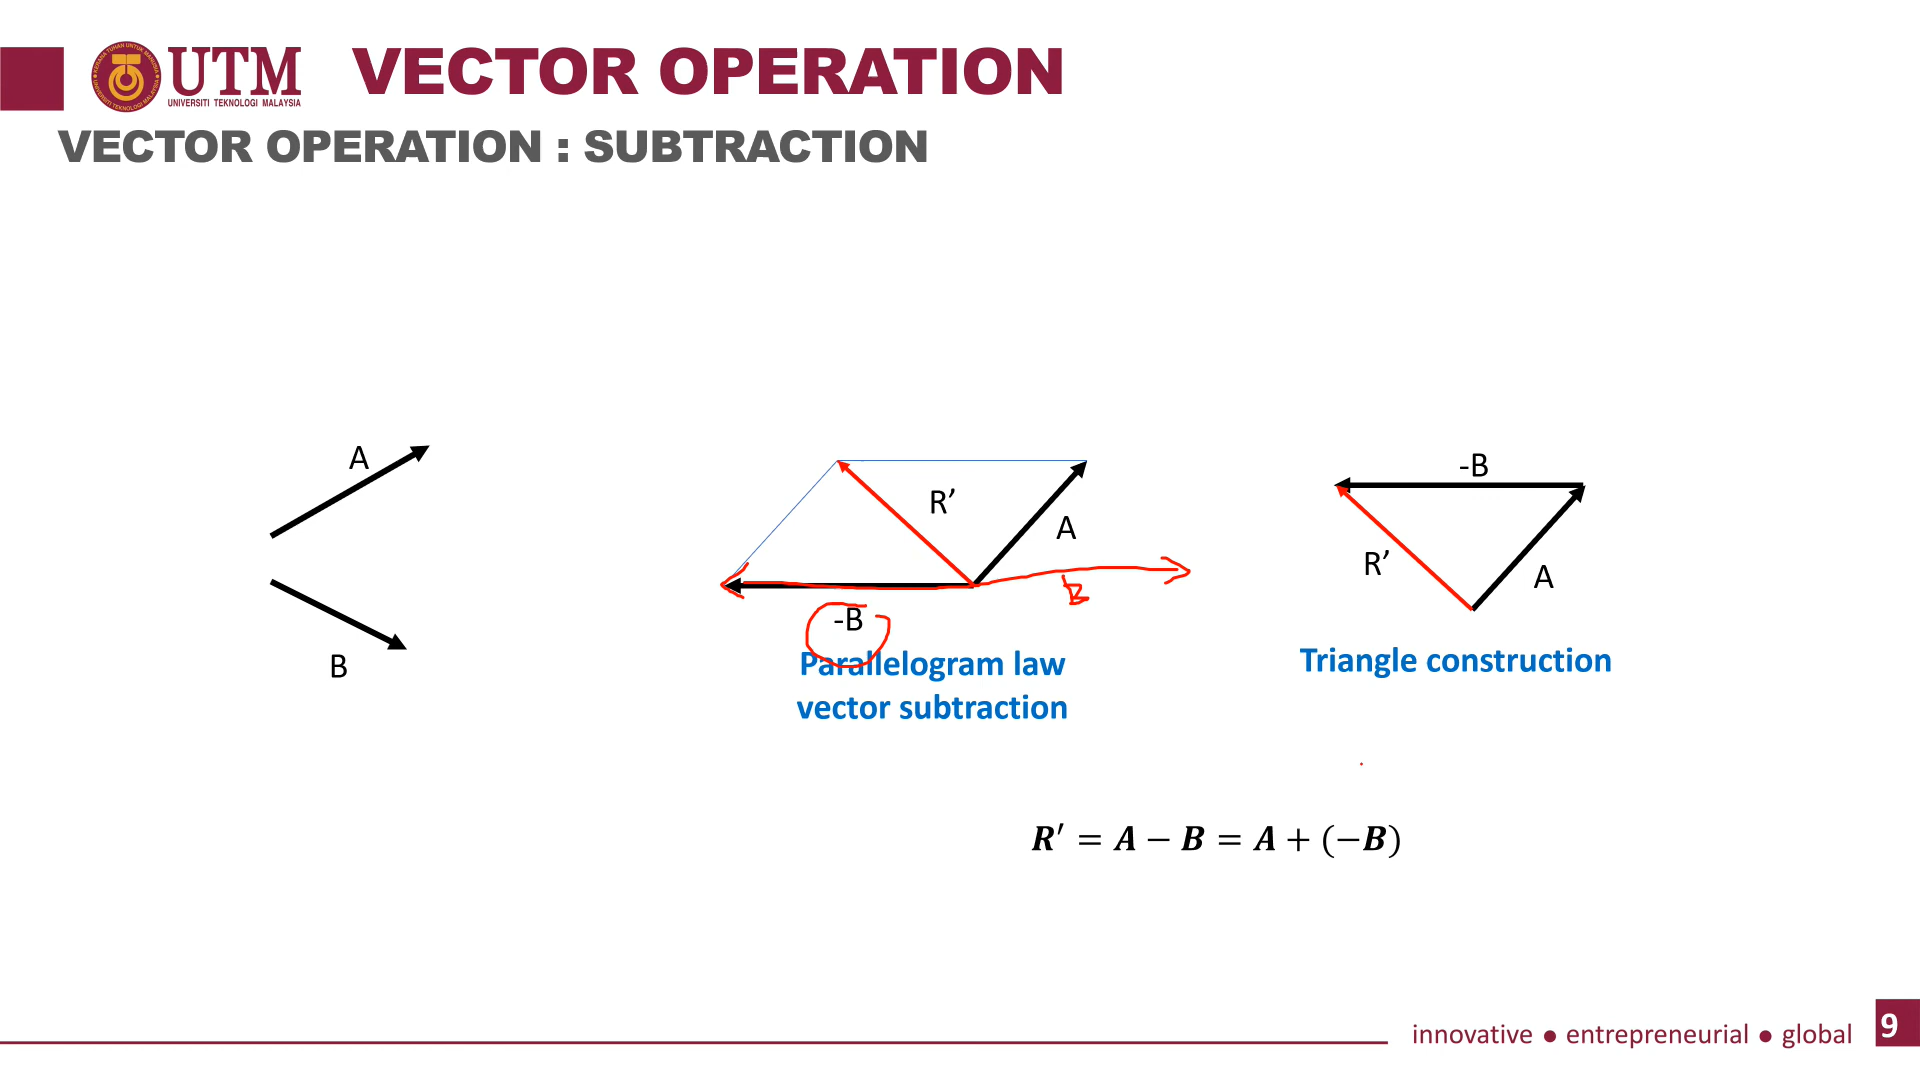 UTM
UNIVERSITI TEKNOLOGI MALAYSIA
VECTOR OPERATION
VECTOR OPERATION : SUBTRACTION
A
B
R’
A
B
-B
Parallelogram law
vector subtraction
-B
R’
A
Triangle construction
R′ = A − B = A + (−B)
innovative ● entrepreneurial ● global
9